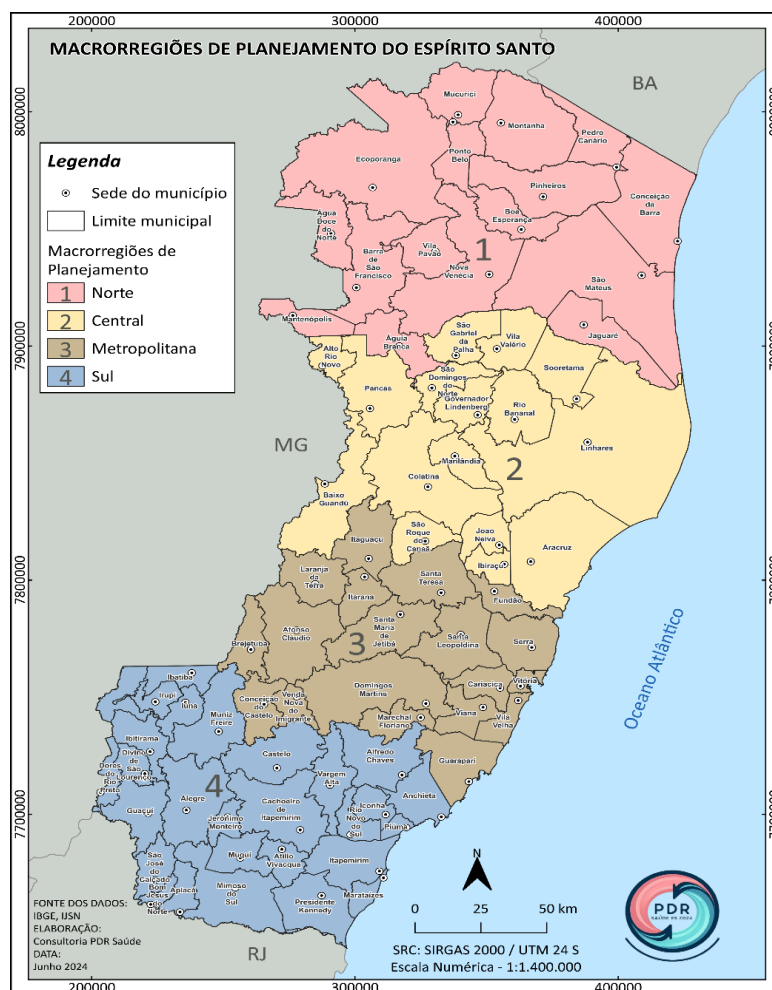 200000
300000
400000
MACRORREGIÕES DE PLANEJAMENTO DO ESPÍRITO SANTO
BA
8000000
7900000
7800000
7700000
Legenda
Sede do município
Limite municipal
Macrorregiões de
Planejamento
1 Norte
2 Central
3 Metropolitana
4 Sul
Mucurici
Montanha
Pedro
Canário
Ponto
Belo
Ecoporanga
Pinheiros
Conceição
da
Barra
Boa
Esperança
Água
Doce
do
Norte
Vila
Pavão
Barra
de
São
Francisco
1
Nova
Venécia
São
Mateus
Mantenópolis
Jaguaré
Águia
Branca
São
Gabriel
da
Palha
Vila
Valério
Alto
Rio
Novo
Sooretama
Pancas
São
Domingos
do
Norte
Governador
Lindenberg
Rio
Bananal
MG
Linhares
Marilândia
2
Colatina
Baixo
Guandú
São
Roque
do
Canaã
Joao
Neiva
Aracruz
Ibiraçu
Itaguaçu
Laranja
da
Terra
Santa
Teresa
Itarana
Fundão
Santa
Maria
de
Jetibá
Afonso
Cláudio
3
Santa
Leopoldina
Serra
Brejetuba
Domingos
Martins
Cariacica
Vitória
Viana
Vila
Velha
Conceição
do
Castelo
Venda
Nova
do
Imigrante
Marechal
Floriano
Guarapari
Ibatiba
Irupi
Iúna
Muniz
Freire
Ibitirama
Divino
de
São
Lourenço
Dores
do
Rio
Preto
Castelo
Alfredo
Chaves
Vargem
Alta
4
Guaçuí
Alegre
Cachoeiro
de
Itapemirim
Anchieta
Iconha
Rio
Novo
do
Sul
Piúma
Jerônimo
Monteiro
Muqui
Atílio
Vivacqua
Itapemirim
São
José
do
Calçado
Bom
Jesus
do
Norte
Apiacá
Mimoso
do
Sul
Presidente
Kennedy
Marataízes
Oceano Atlântico
RJ
FONTE DOS DADOS:
IBGE, IJSN
ELABORAÇÃO:
Consultoria PDR Saúde
DATA:
Junho 2024
N
0 25 50 km
SRC: SIRGAS 2000 / UTM 24 S
Escala Numérica - 1:1.400.000
PDR
SAÚDE ES 2024
200000
300000
400000